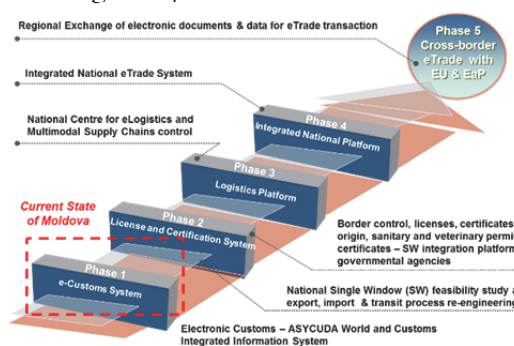 Regional Exchange of electronic documents & data for eTrade transaction
Phase 5
Cross-border
eTrade with
EU & EaP
Integrated National eTrade System
National Centre for eLogistics and
Multimodal Supply Chains control
Phase 4
Integrated National Platform
Phase 3
Logistics Platform
Current State
of Moldova
Phase 2
License and Certification System
Phase 1
e-Customs System
Border control, licenses, certificates
origin, sanitary and veterinary permit
certificates – SW integration platform
governmental agencies
National Single Window (SW) feasibility study a
export, import & transit process re-engineering
Electronic Customs – ASYCUDA World and Customs
Integrated Information System